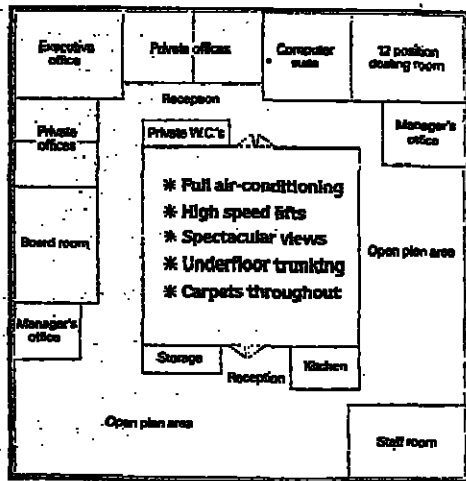 Executive
office
Private offices
Computer
suite
12 position
dealing room
Reception
Private
offices
Private W.C.'s
Manager's
office
* Full air-conditioning
* High speed lifts
* Spectacular views
* Underfloor trunking
* Carpets throughout
Board room
Open plan area
Manager's
office
Storage
Reception
Kitchen
Open plan area
Staff room